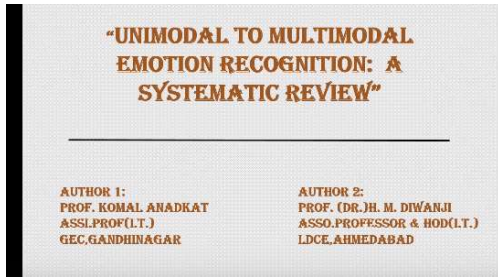 “UNIMODAL TO MULTIMODAL
EMOTION RECOGNITION: A
SYSTEMATIC REVIEW”
AUTHOR 1:
PROF. KOMAL ANADKAT
ASSI.PROF(I.T.)
GEC,GANDHINAGAR
AUTHOR 2:
PROF. (DR.)H. M. DIWANJI
ASSO.PROFESSOR & HOD(I.T.)
LDCE,AHMEDABAD